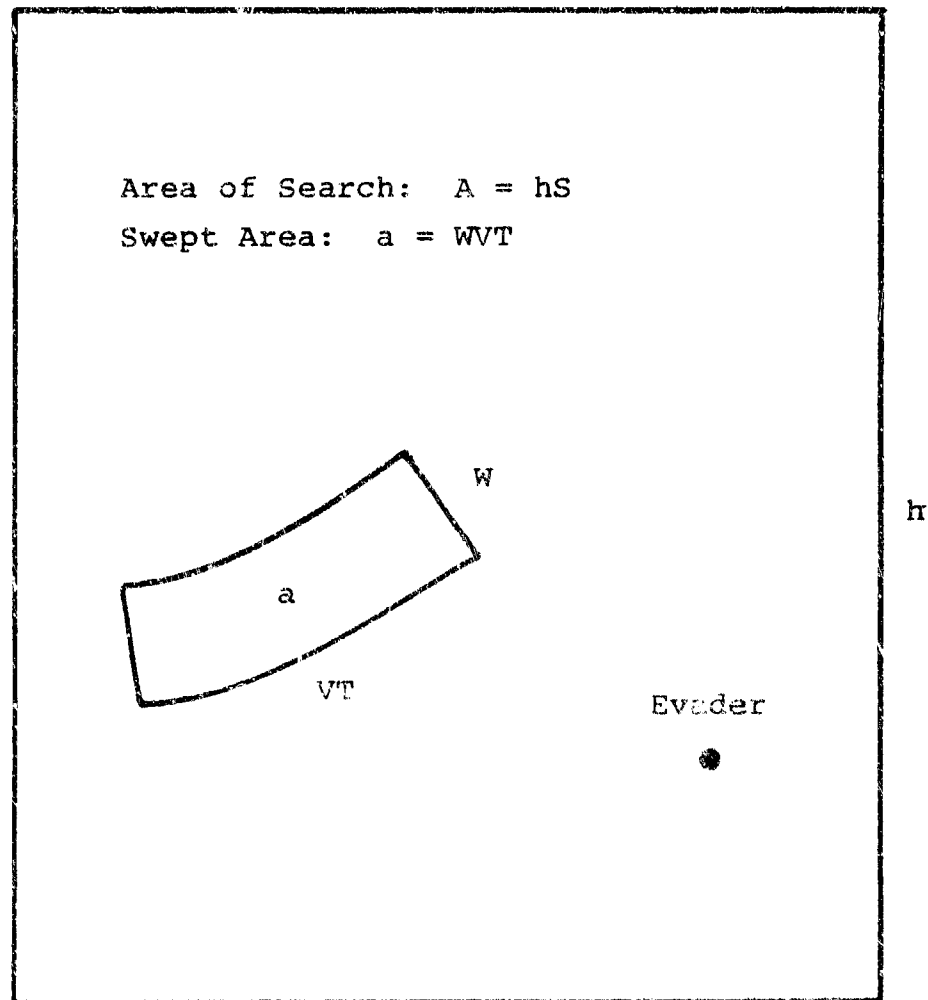 Area of Search: A = hS
Swept Area: a = WVT
W
h
a
VT
Evader